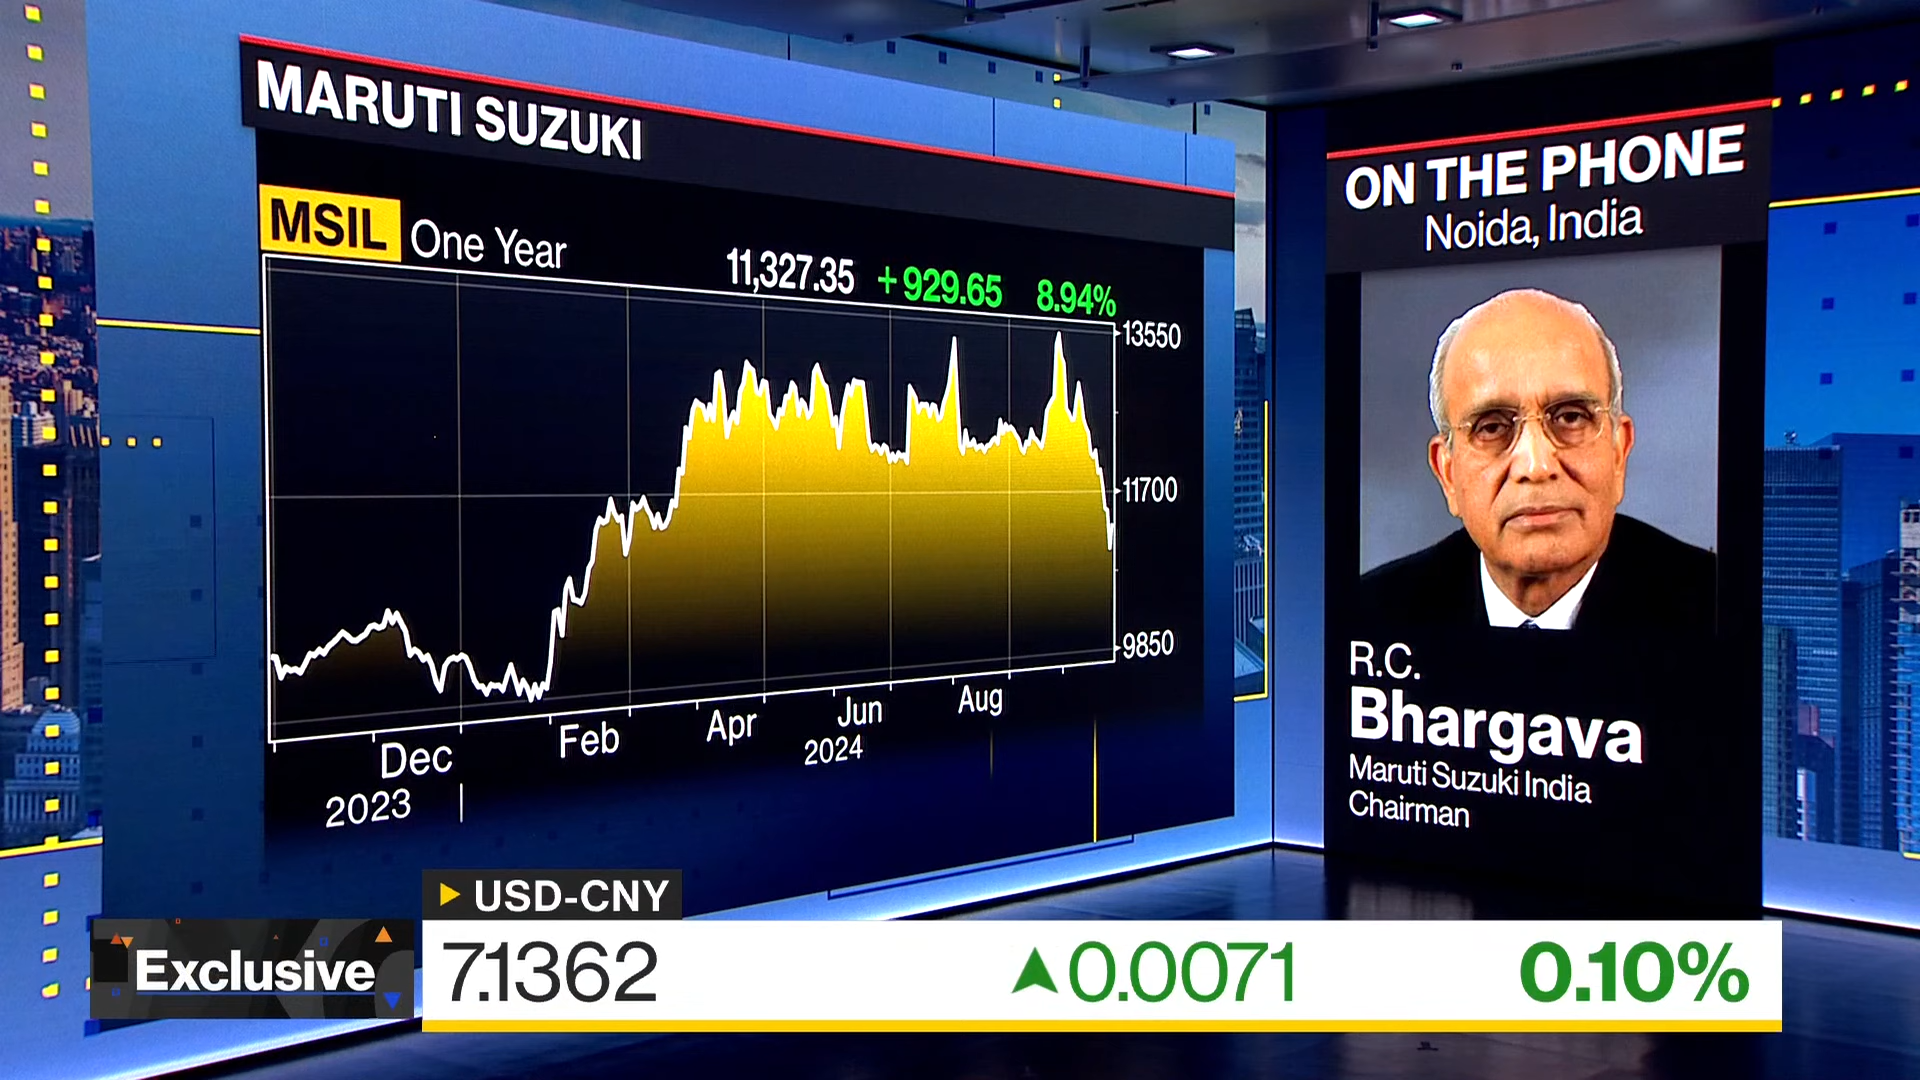 MARUTI SUZUKI
MSIL One Year
11,327.35 +929.65 8.94%
13550
11700
9850
Dec Feb Apr Jun Aug
2023 2024
ON THE PHONE
Noida, India
R.C.
Bhargava
Maruti Suzuki India
Chairman
USD-CNY
Exclusive
7.1362 0.0071 0.10%